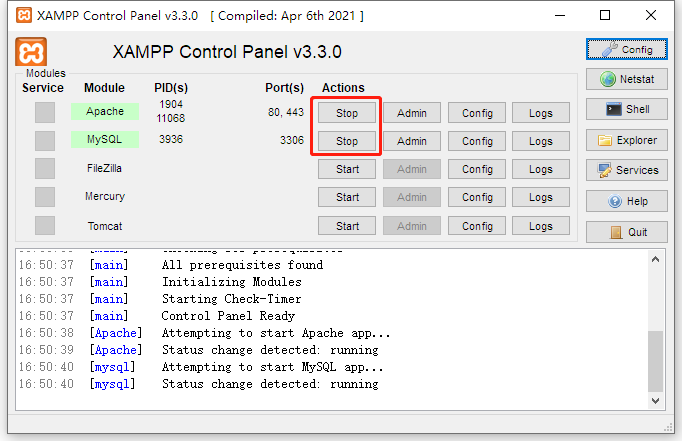 XAMPP Control Panel v3.3.0 [ Compiled: Apr 6th 2021 ]
XAMPP Control Panel v3.3.0
Config
Modules
Service Module PID(s) Port(s) Actions
Netstat
Apache 1904 11068 80, 443 Stop Admin Config Logs
Shell
MySQL 3936 3306 Stop Admin Config Logs
Explorer
FileZilla Start Admin Config Logs
Services
Mercury Start Admin Config Logs
Help
Tomcat Start Admin Config Logs
Quit
16:50:37 [main] All prerequisites found
16:50:37 [main] Initializing Modules
16:50:37 [main] Starting Check-Timer
16:50:37 [main] Control Panel Ready
16:50:38 [Apache] Attempting to start Apache app...
16:50:39 [Apache] Status change detected: running
16:50:40 [mysql] Attempting to start MySQL app...
16:50:40 [mysql] Status change detected: running